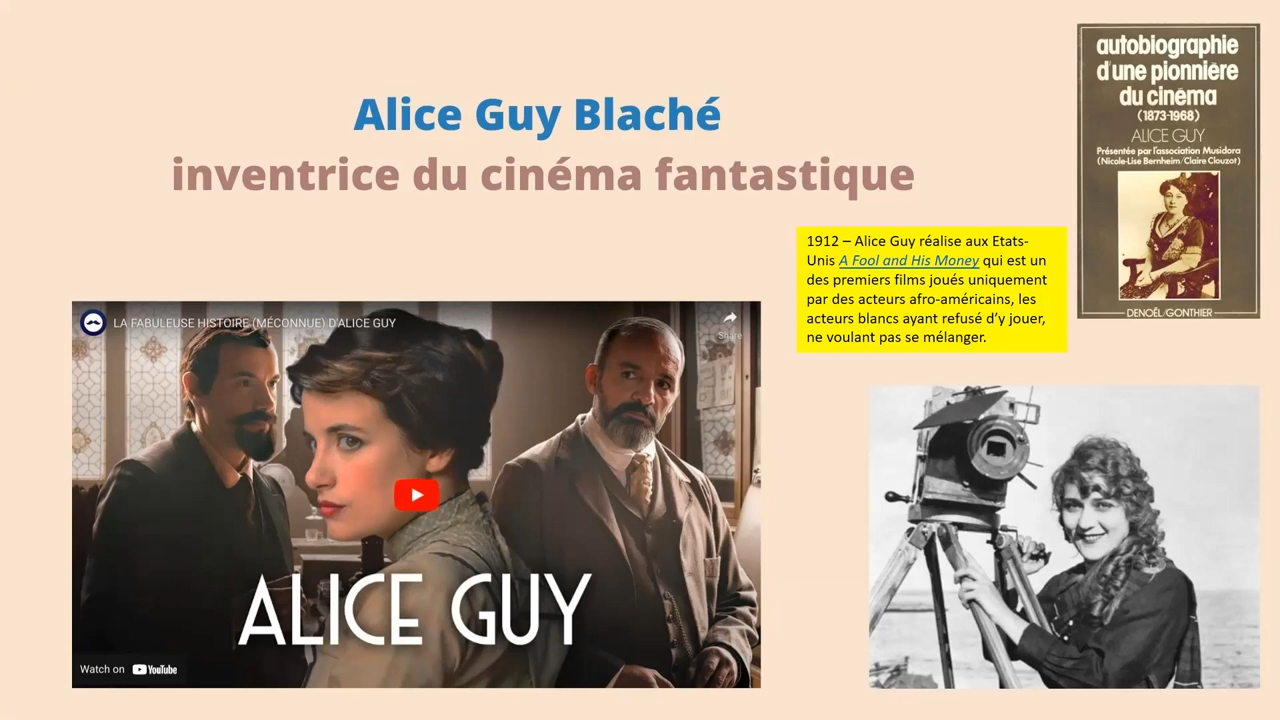 Alice Guy Blaché
inventrice du cinéma fantastique
autobiographie
d'une pionnière
du cinéma
(1873-1968)
ALICE GUY
Présentée par l'association Musidora
(Nicole-Lise Bernheim/Claire Clouzot)
DENOËL/GONTHIER
1912 – Alice Guy réalise aux Etats-
Unis A Fool and His Money qui est un
des premiers films joués uniquement
par des acteurs afro-américains, les
acteurs blancs ayant refusé d'y jouer,
ne voulant pas se mélanger.
LA FABULEUSE HISTOIRE (MÉCONNUE) D'ALICE GUY
Share
ALICE GUY
Watch on YouTube